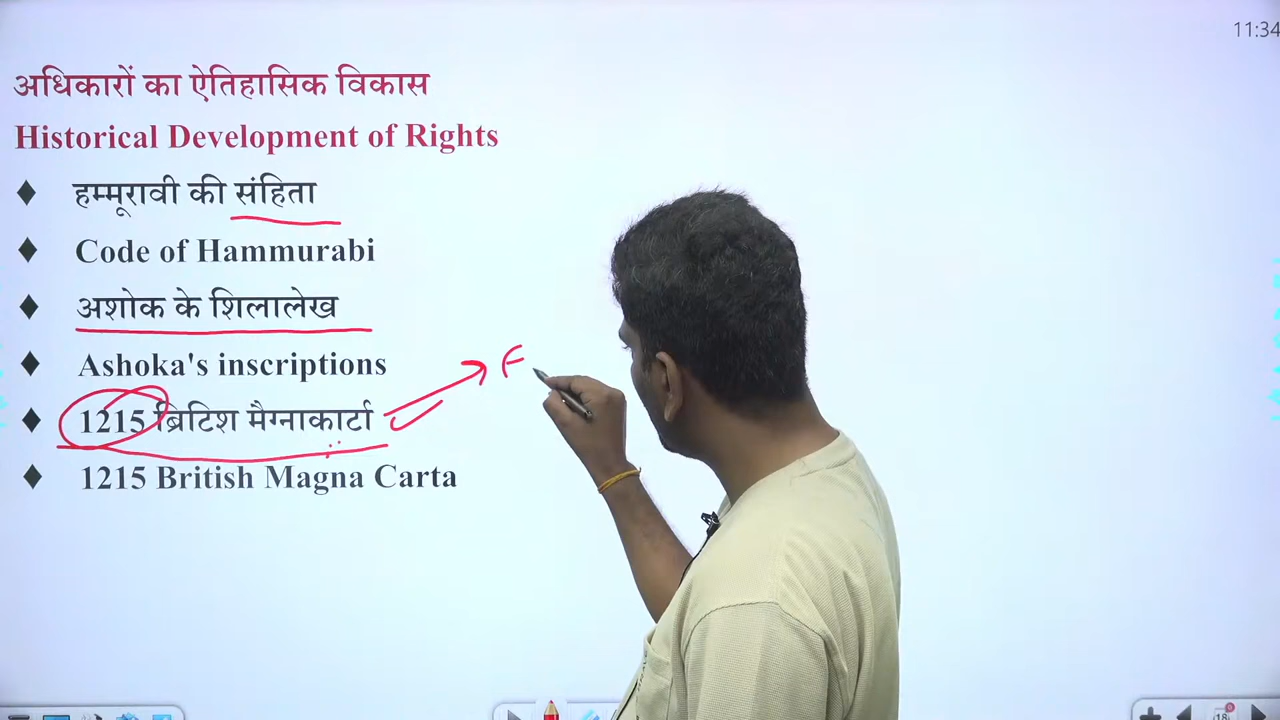 11:34
अधिकारों का ऐतिहासिक विकास
Historical Development of Rights
♦ हम्मूरावी की संहिता
♦ Code of Hammurabi
♦ अशोक के शिलालेख
♦ Ashoka's inscriptions
♦ 1215 ब्रिटिश मैग्नाकार्टा
F
♦ 1215 British Magna Carta
18